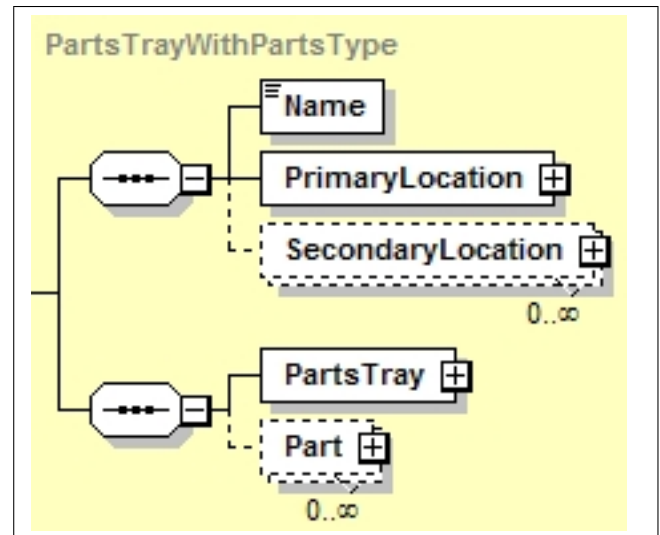 PartsTrayWithPartsType
Name
PrimaryLocation
SecondaryLocation
0..∞
PartsTray
Part
0..∞